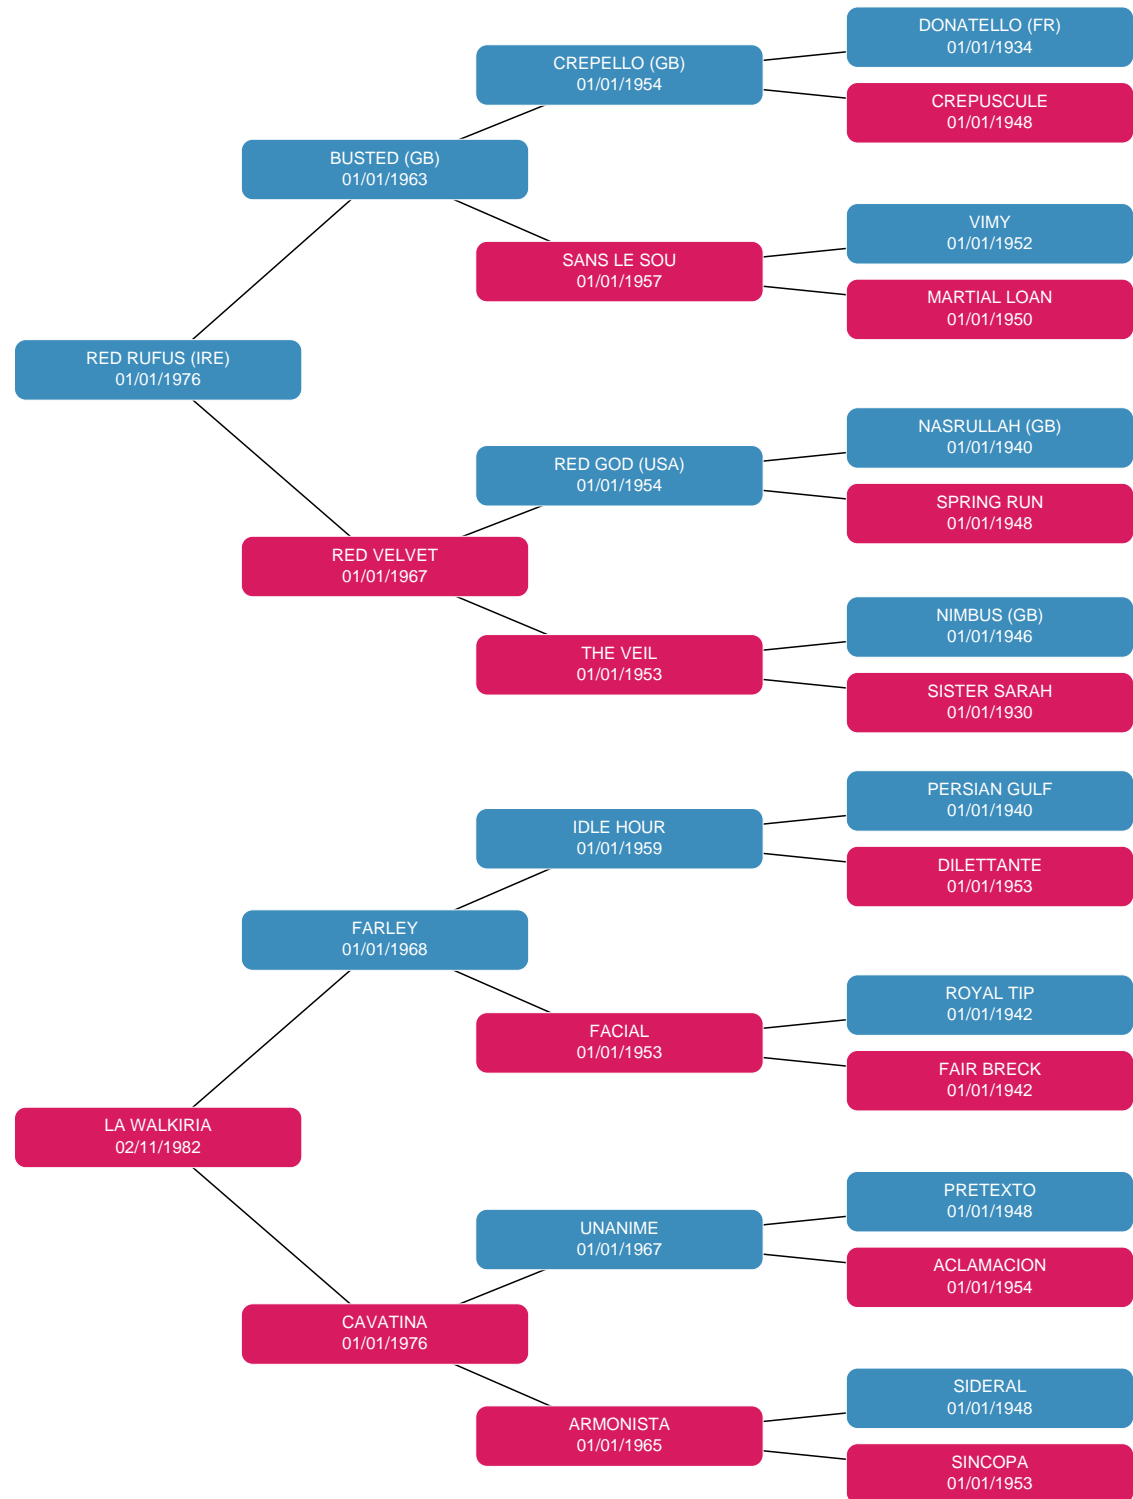 DONATELLO (FR)
01/01/1934
CREPELLO (GB)
01/01/1954
CREPUSCULE
01/01/1948
BUSTED (GB)
01/01/1963
VIMY
01/01/1952
SANS LE SOU
01/01/1957
MARTIAL LOAN
01/01/1950
RED RUFUS (IRE)
01/01/1976
NASRULLAH (GB)
01/01/1940
RED GOD (USA)
01/01/1954
SPRING RUN
01/01/1948
RED VELVET
01/01/1967
NIMBUS (GB)
01/01/1946
THE VEIL
01/01/1953
SISTER SARAH
01/01/1930
PERSIAN GULF
01/01/1940
IDLE HOUR
01/01/1959
DILETTANTE
01/01/1953
FARLEY
01/01/1968
ROYAL TIP
01/01/1942
FACIAL
01/01/1953
FAIR BRECK
01/01/1942
LA WALKIRIA
02/11/1982
PRETEXTO
01/01/1948
UNANIME
01/01/1967
ACLAMACION
01/01/1954
CAVATINA
01/01/1976
SIDERAL
01/01/1948
ARMONISTA
01/01/1965
SINCOPA
01/01/1953